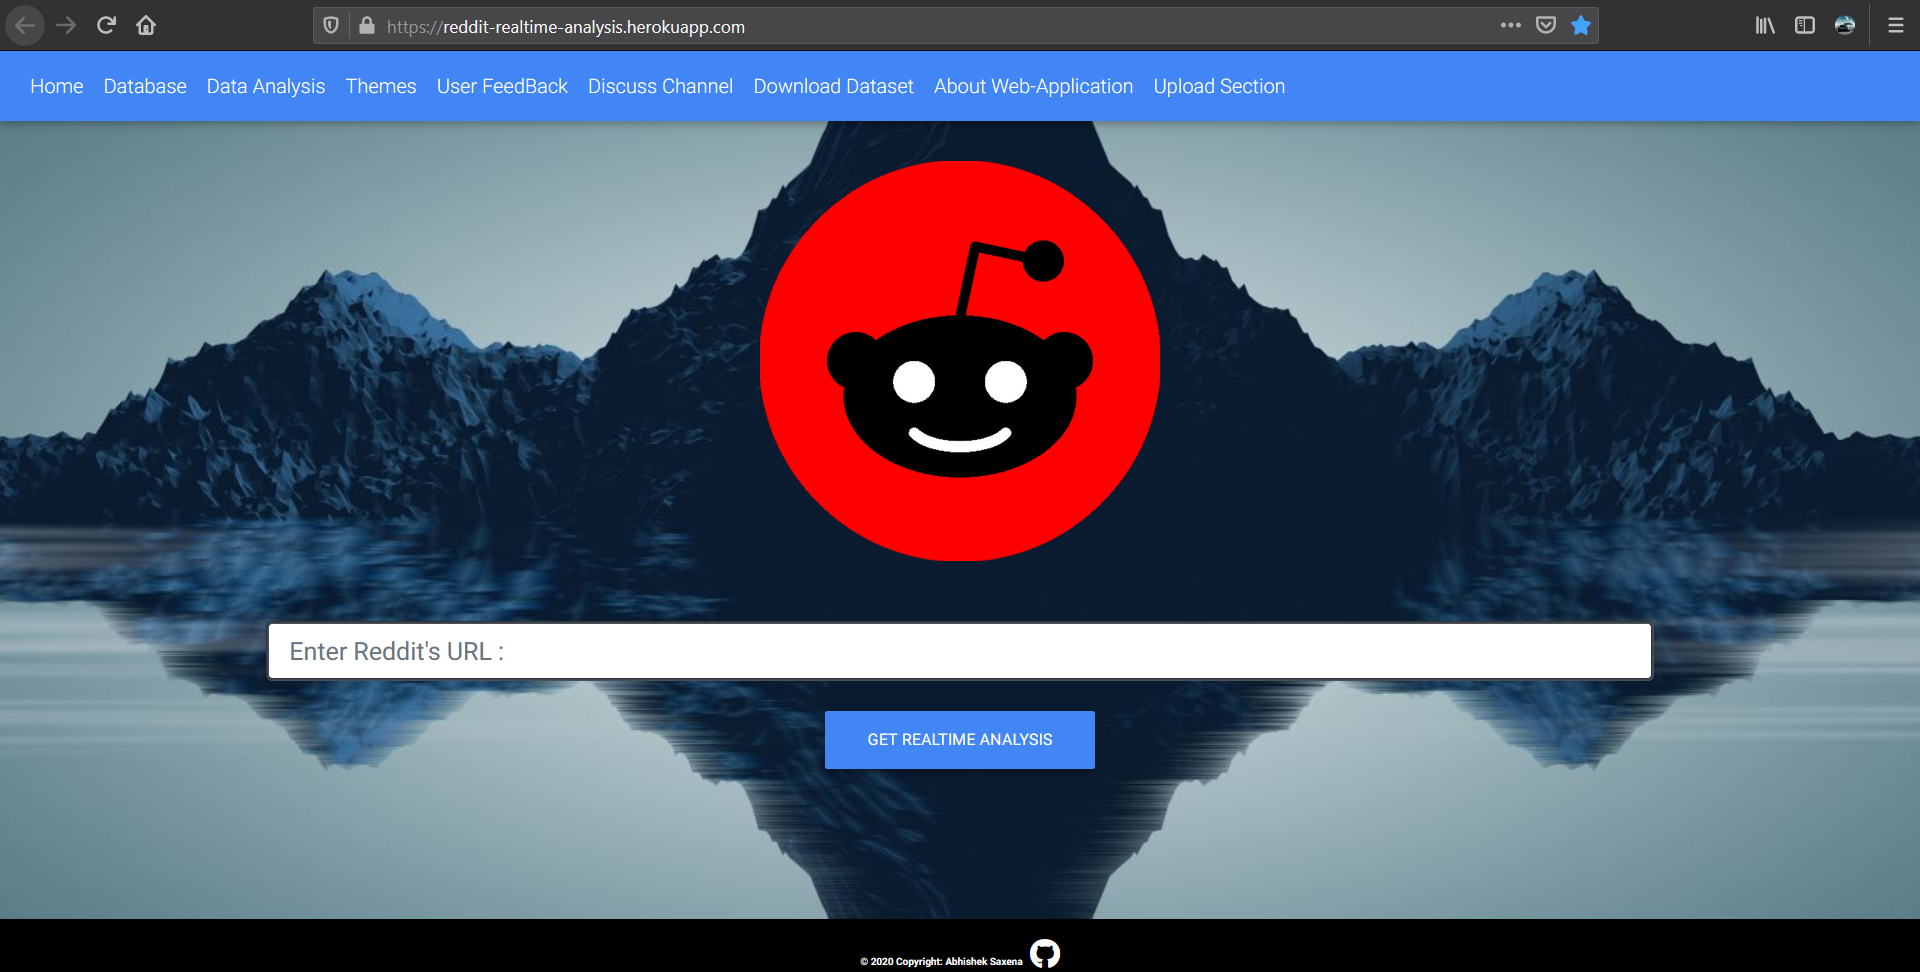 https://reddit-realtime-analysis.herokuapp.com
Home Database Data Analysis Themes User FeedBack Discuss Channel Download Dataset About Web-Application Upload Section
Enter Reddit's URL :
GET REALTIME ANALYSIS
© 2020 Copyright: Abhishek Saxena